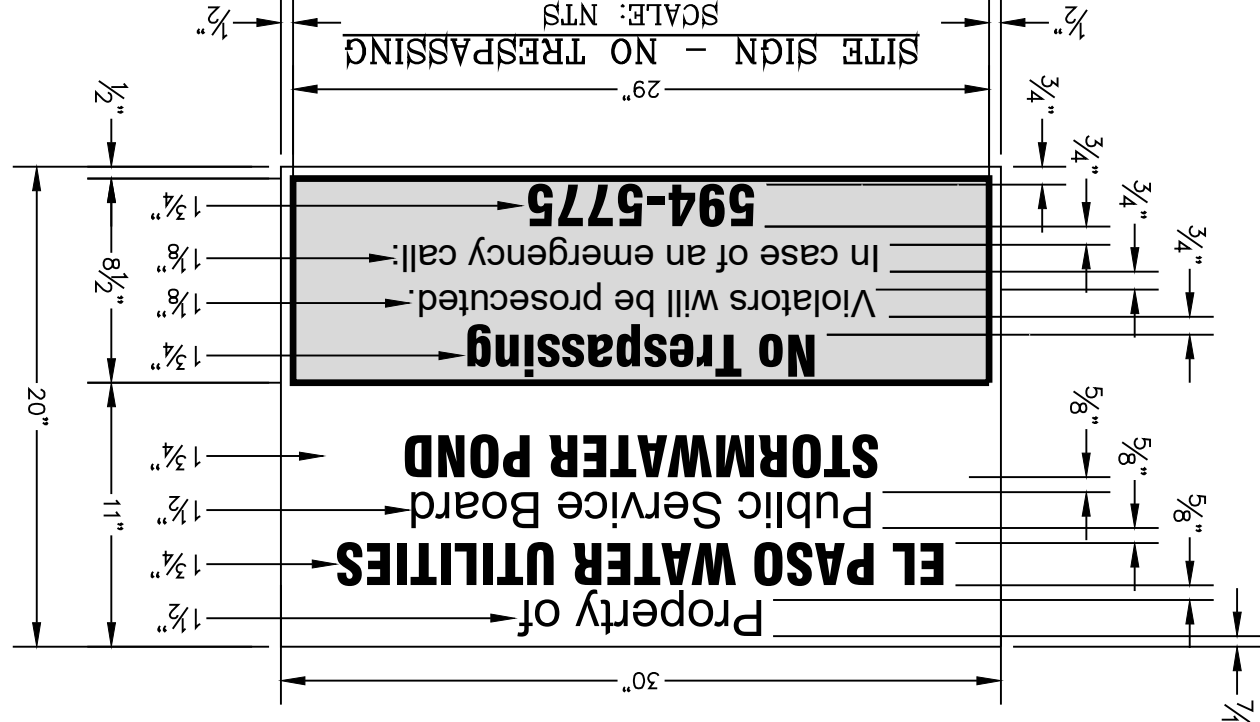 30"
Property of
1½"
5/8"
EL PASO WATER UTILITIES
1¾"
5/8"
Public Service Board
1½"
5/8"
STORMWATER POND
1¾"
11"
20"
No Trespassing
1¾"
3/4"
Violators will be prosecuted.
1⅛"
3/4"
In case of an emergency call:
1⅛"
3/4"
594-5775
1¾"
3/4"
8½"
½"
29"
SITE SIGN - NO TRESPASSING
SCALE: NTS
½"
½"